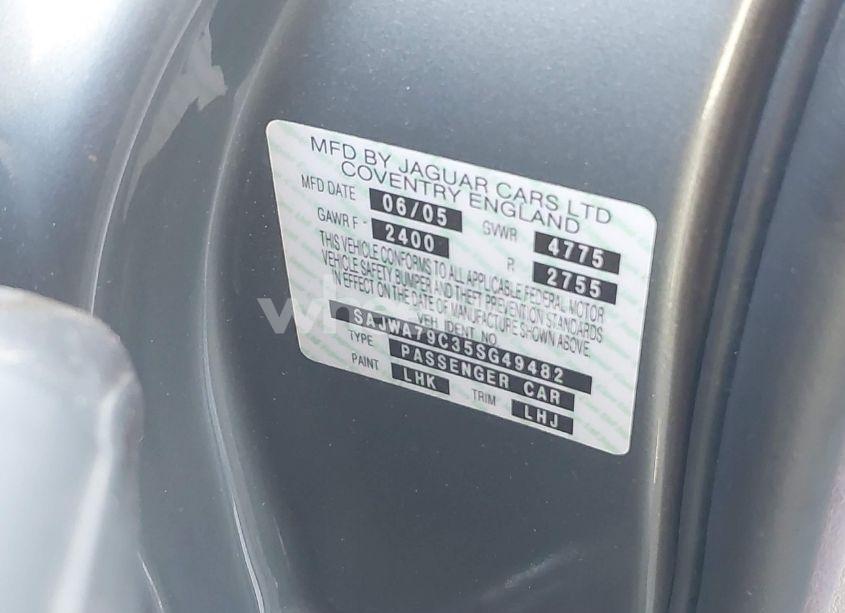 MFD BY JAGUAR CARS LTD
COVENTRY ENGLAND
MFD DATE 06/05 GVWR 4775
GAWR F - 2400 R 2755
THIS VEHICLE CONFORMS TO ALL APPLICABLE FEDERAL MOTOR
VEHICLE SAFETY BUMPER AND THEFT PREVENTION STANDARDS
IN EFFECT ON THE DATE OF MANUFACTURE SHOWN ABOVE.
VEH IDENT NO.
SAJWA79C35SG49482
TYPE PASSENGER CAR
PAINT LHK TRIM LHJ